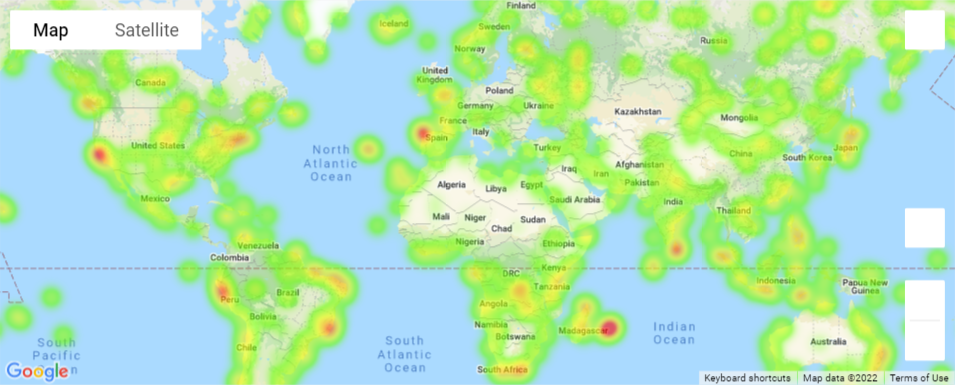 Map Satellite
Finland
Iceland
Sweden
Russia
Norway
Canada
United
Kingdom
Poland
Kazakhstan
Germany
Ukraine
Mongolia
France
United States
Spain
Italy
North
Atlantic
Ocean
Turkey
China
South Korea
Japan
Iraq
Iran
Afghanistan
Pakistan
Algeria
Libya
Egypt
Saudi Arabia
Mexico
India
Mali
Niger
Chad
Sudan
Thailand
Venezuela
Nigeria
Ethiopia
Colombia
DRC
Kenya
Indonesia
Papua New
Guinea
Peru
Brazil
Tanzania
Angola
Bolivia
Namibia
Botswana
Madagascar
Indian
Ocean
Australia
South
Pacific
Chile
South
Atlantic
Ocean
South Africa
Google
Keyboard shortcuts Map data ©2022 Terms of Use